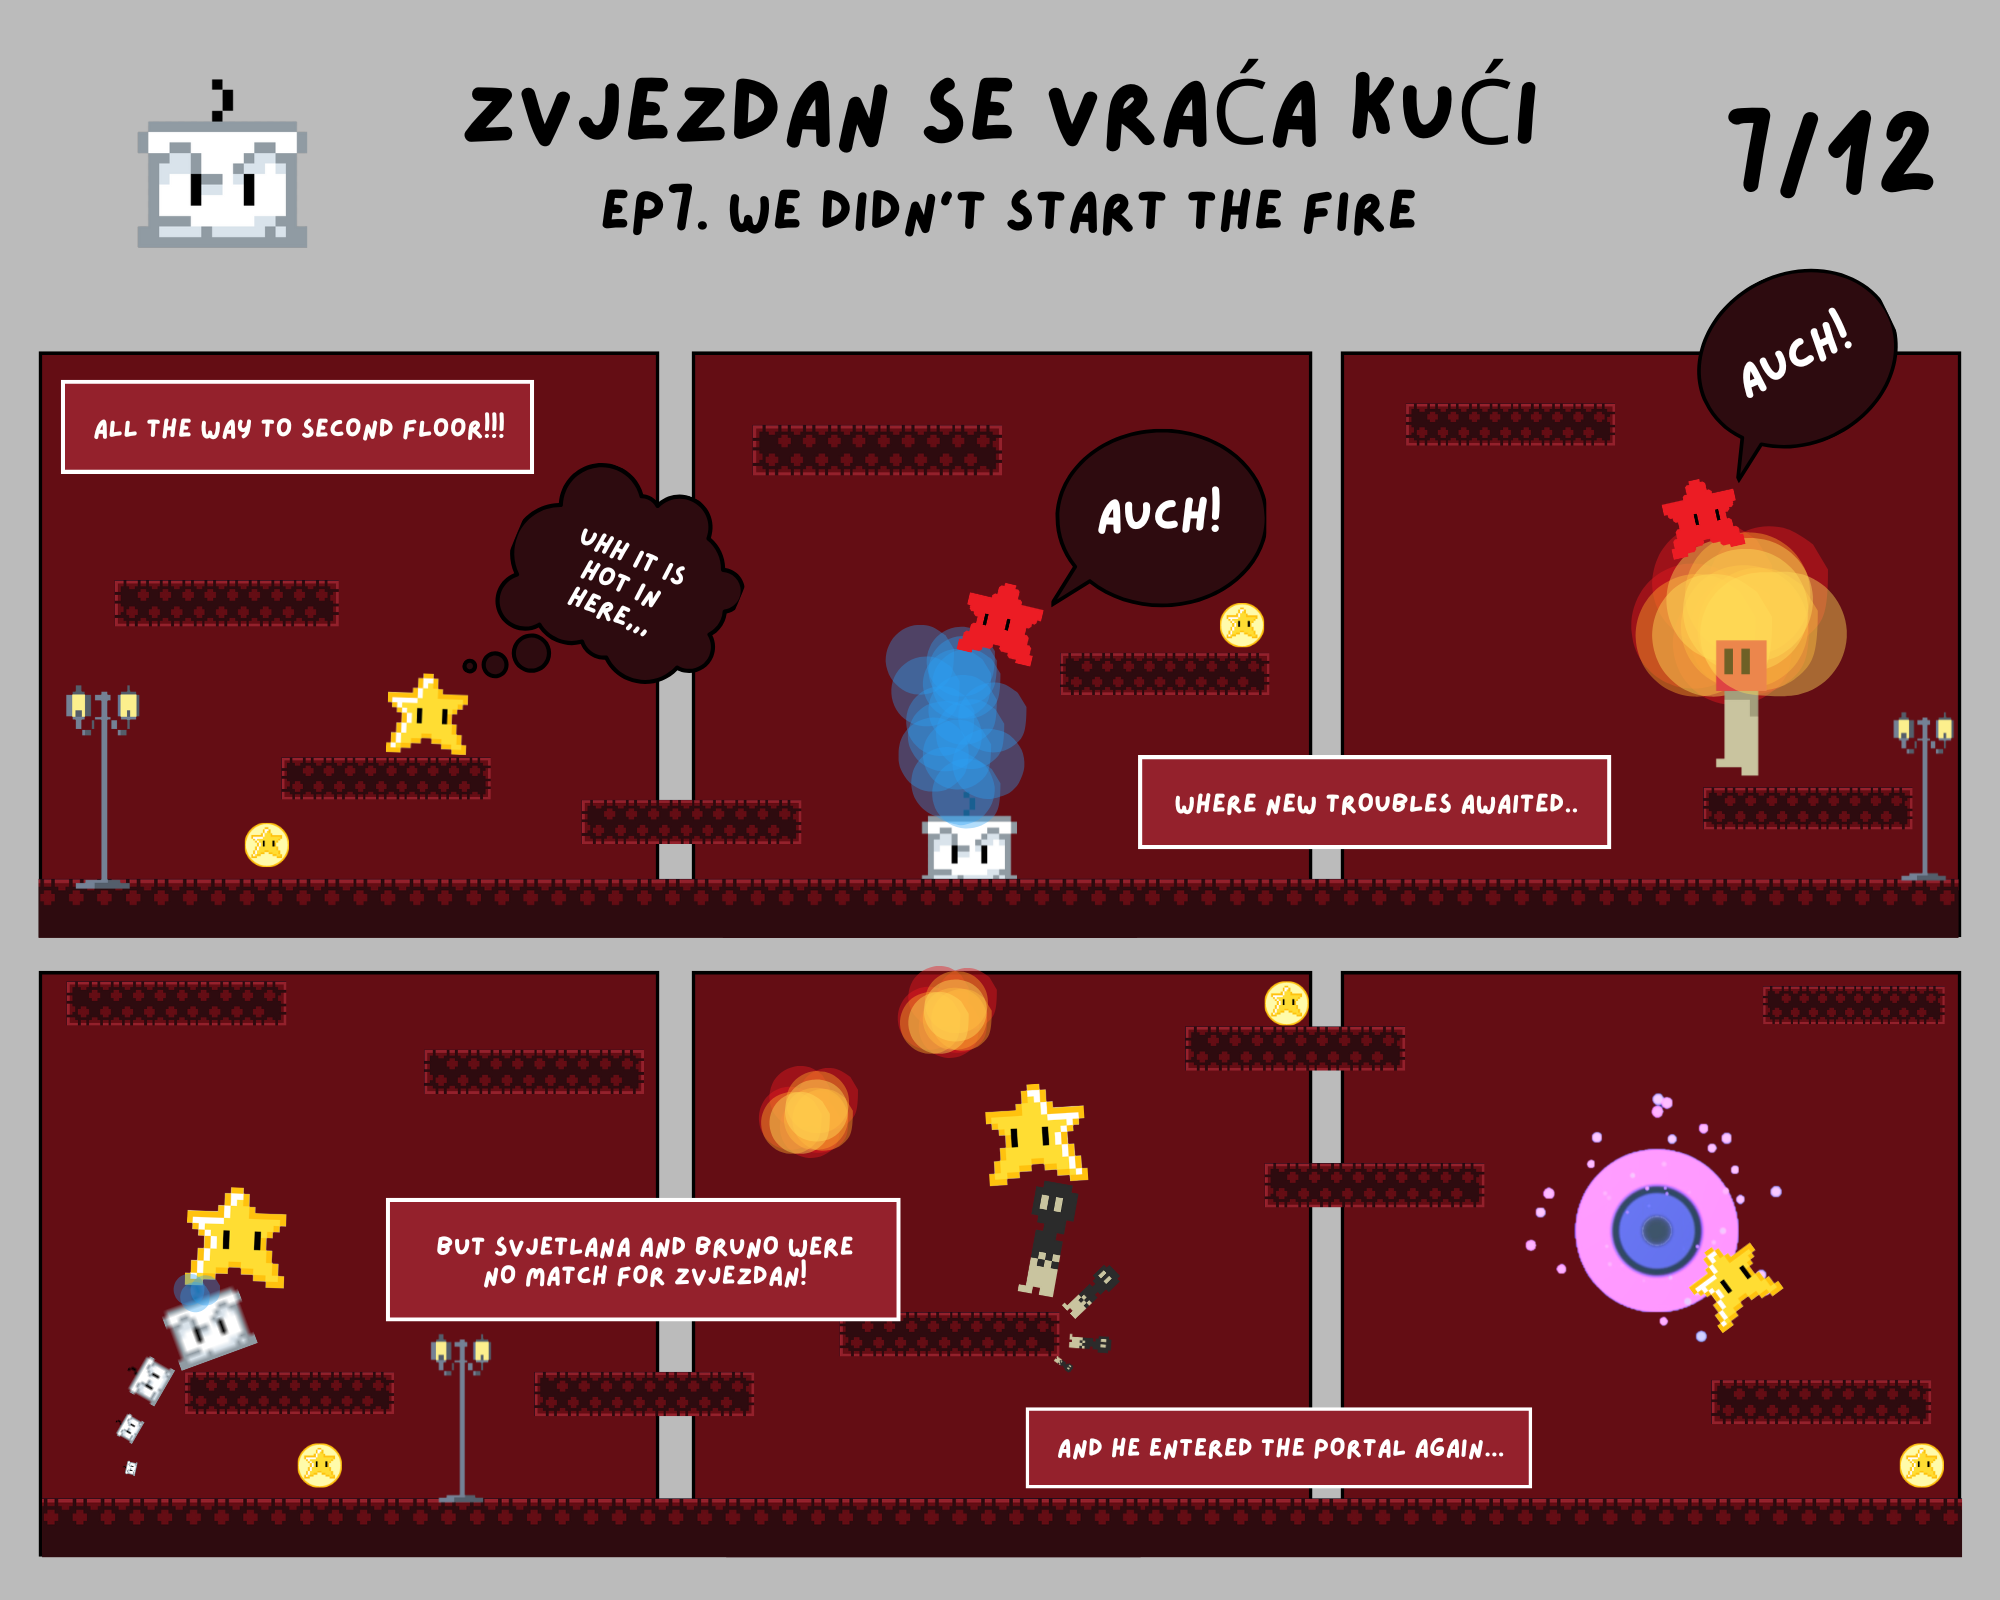 ZVJEZDAN SE VRAĆA KUĆI
EP7. WE DIDN'T START THE FIRE
7/12
ALL THE WAY TO SECOND FLOOR!!!
UHH IT IS
HOT IN
HERE,,,
AUCH!
AUCH!
WHERE NEW TROUBLES AWAITED..
BUT SVJETLANA AND BRUNO WERE
NO MATCH FOR ZVJEZDAN!
AND HE ENTERED THE PORTAL AGAIN...